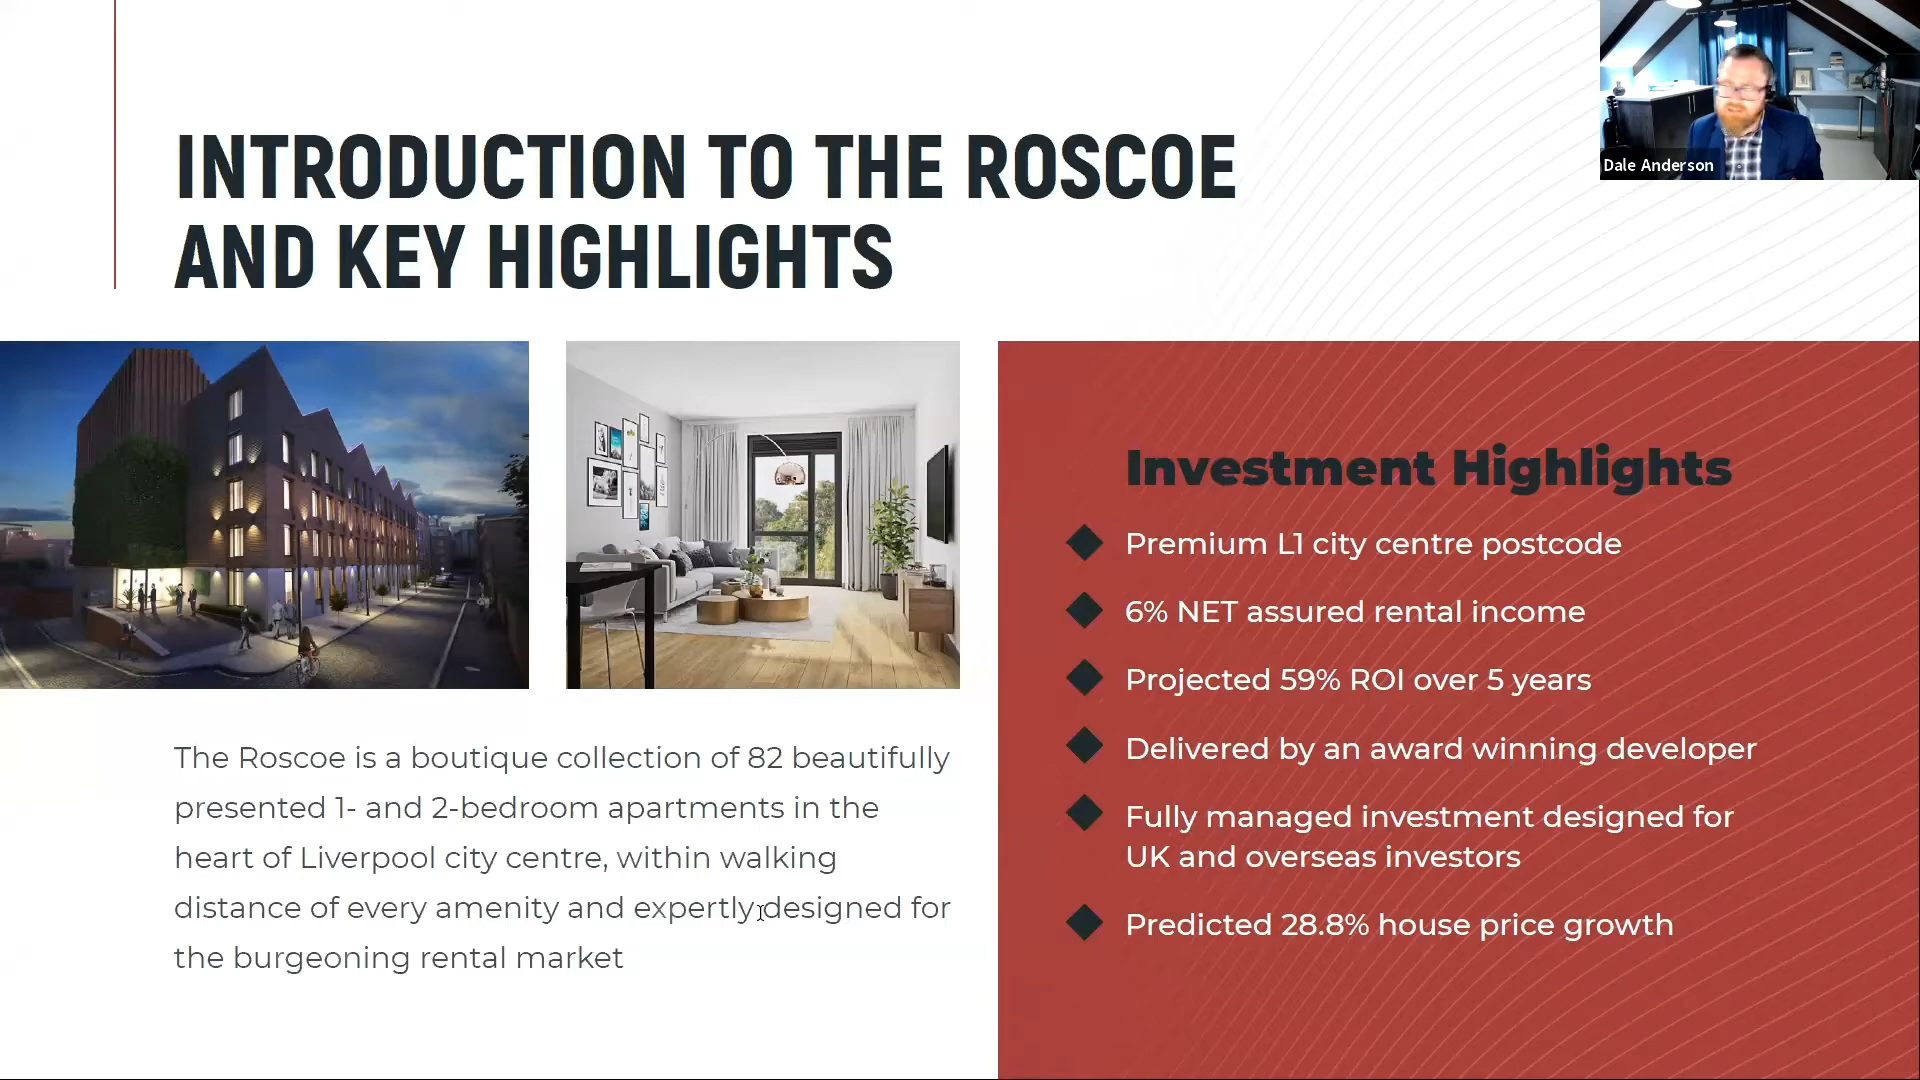 INTRODUCTION TO THE ROSCOE
AND KEY HIGHLIGHTS
Dale Anderson
The Roscoe is a boutique collection of 82 beautifully
presented 1- and 2-bedroom apartments in the
heart of Liverpool city centre, within walking
distance of every amenity and expertly designed for
the burgeoning rental market
Investment Highlights
Premium L1 city centre postcode
6% NET assured rental income
Projected 59% ROI over 5 years
Delivered by an award winning developer
Fully managed investment designed for
UK and overseas investors
Predicted 28.8% house price growth